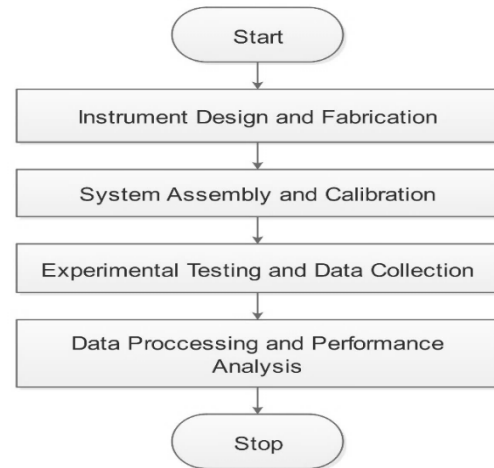 Start
Instrument Design and Fabrication
System Assembly and Calibration
Experimental Testing and Data Collection
Data Proccessing and Performance
Analysis
Stop